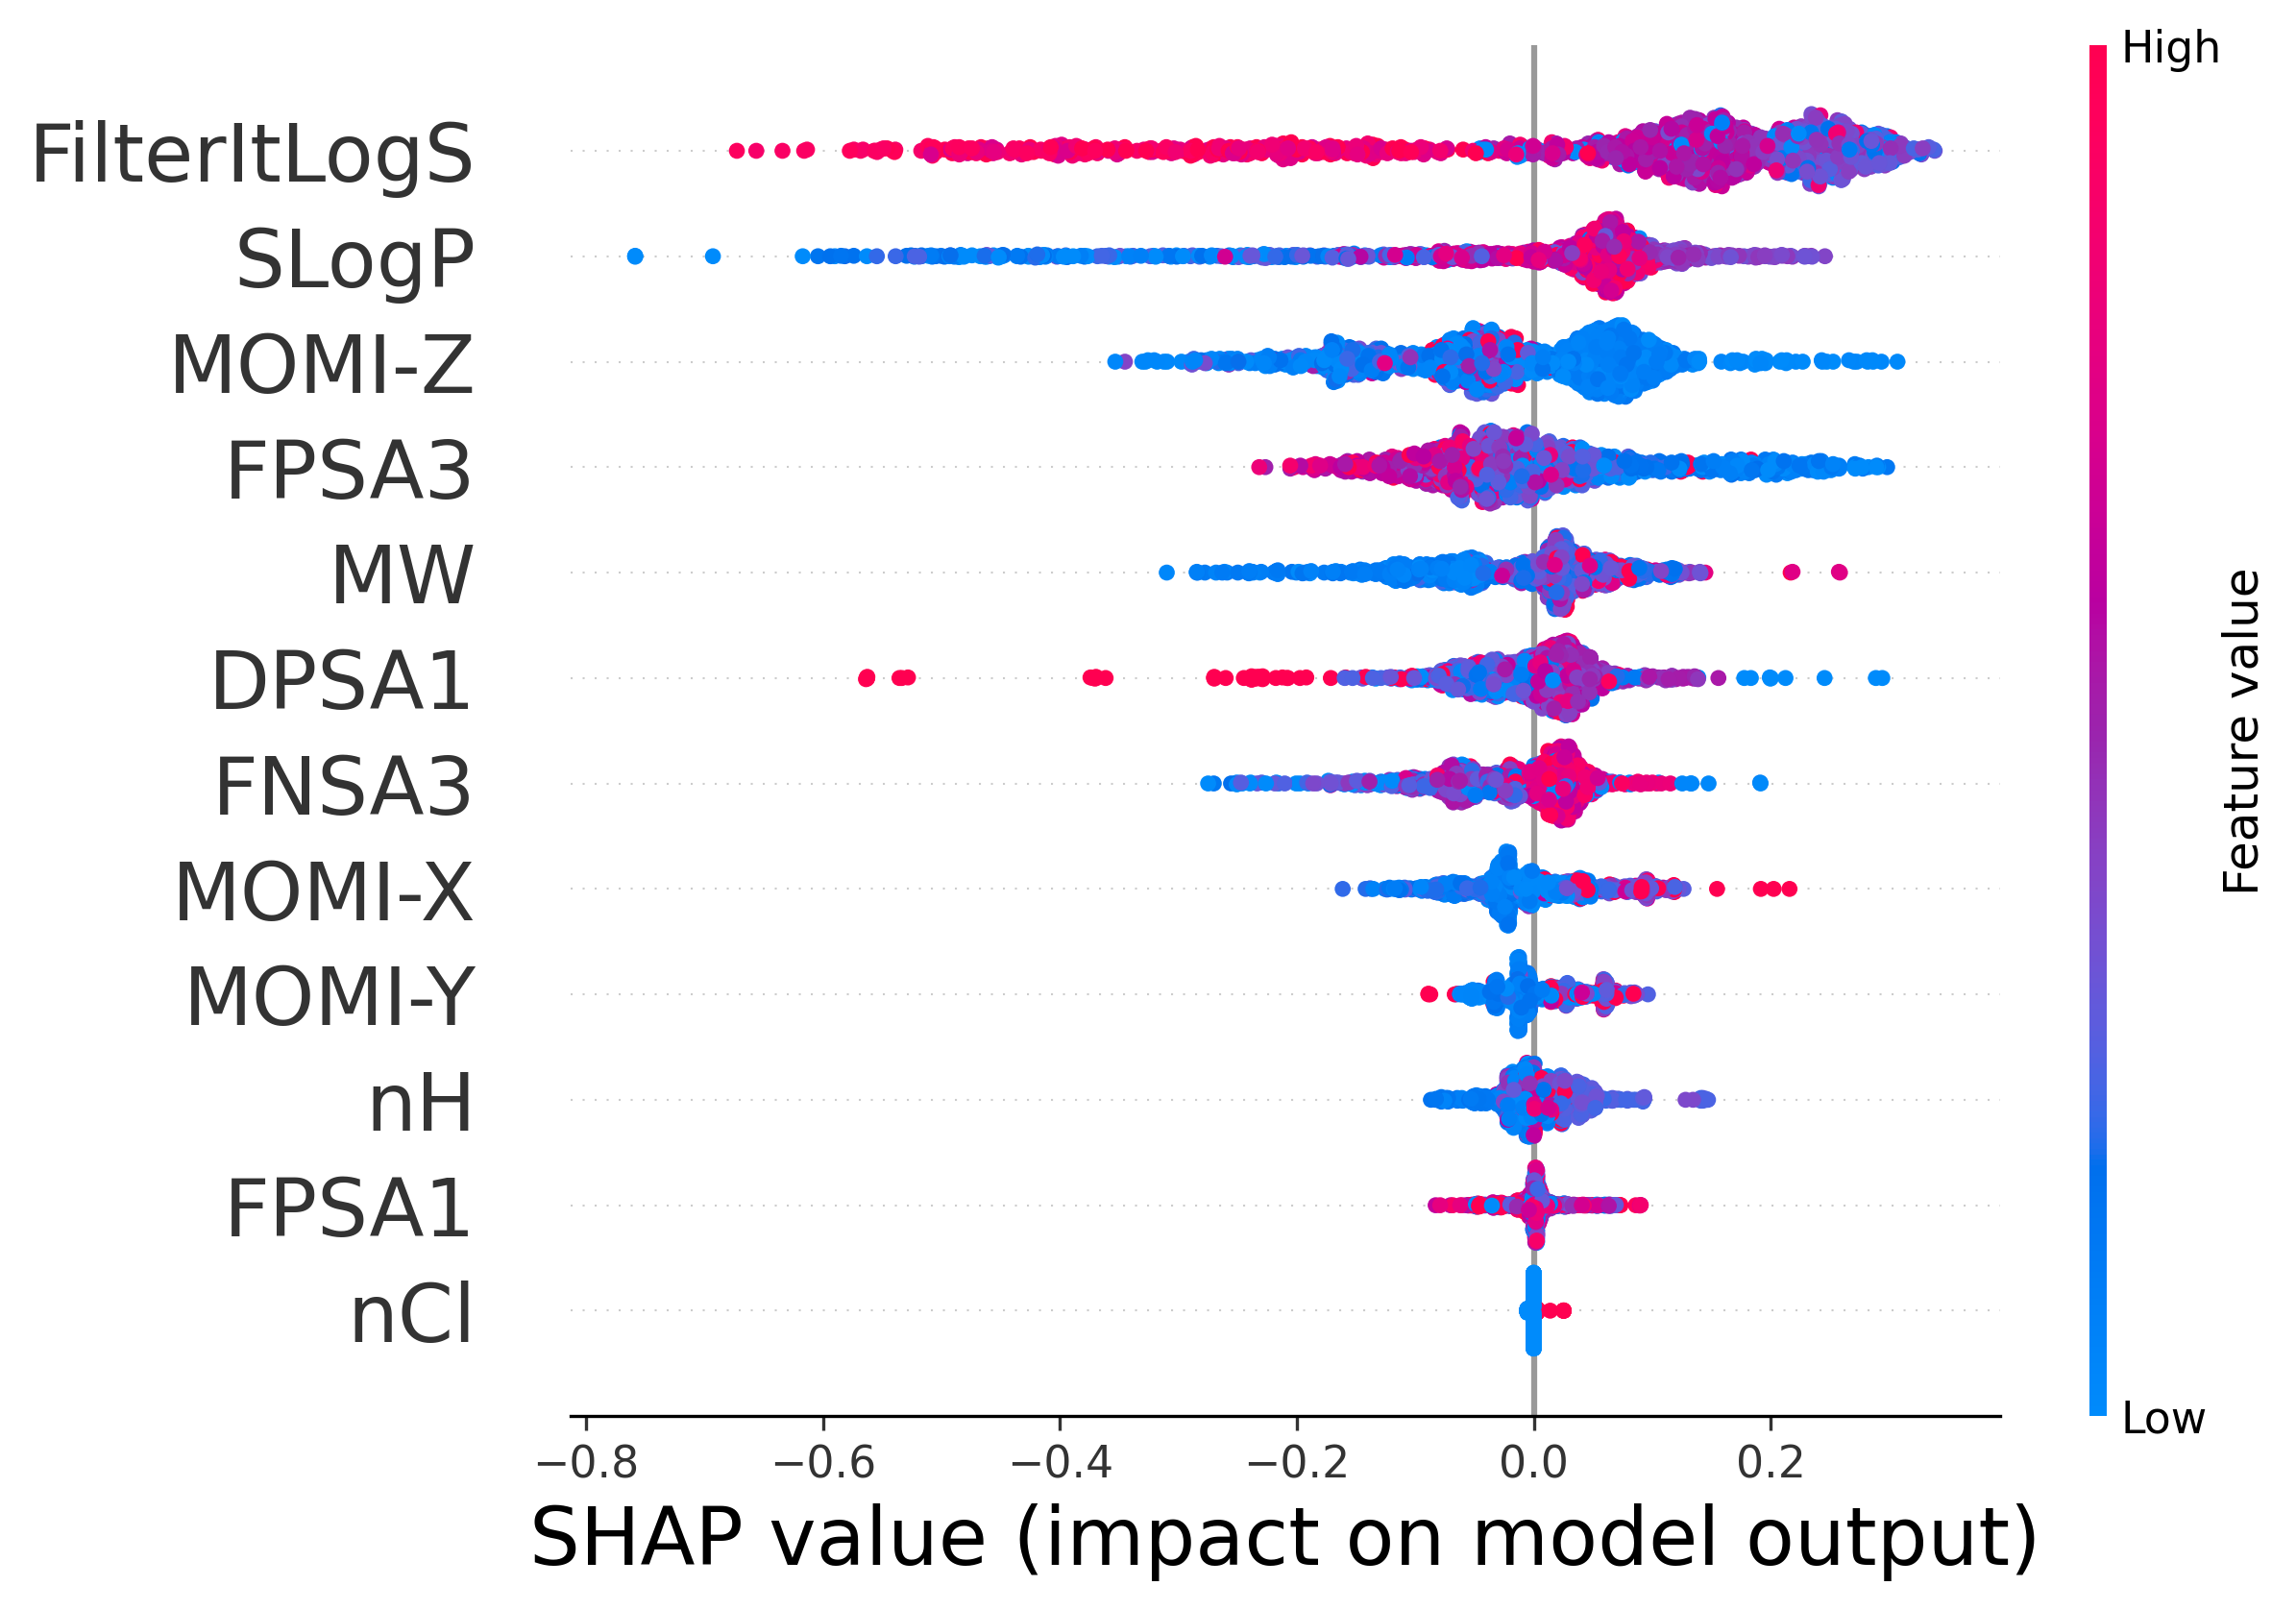 High
FilterItLogS
SLogP
MOMI-Z
FPSA3
MW
DPSA1
FNSA3
MOMI-X
MOMI-Y
nH
FPSA1
nCl
Feature value
Low
−0.8 −0.6 −0.4 −0.2 0.0 0.2
SHAP value (impact on model output)